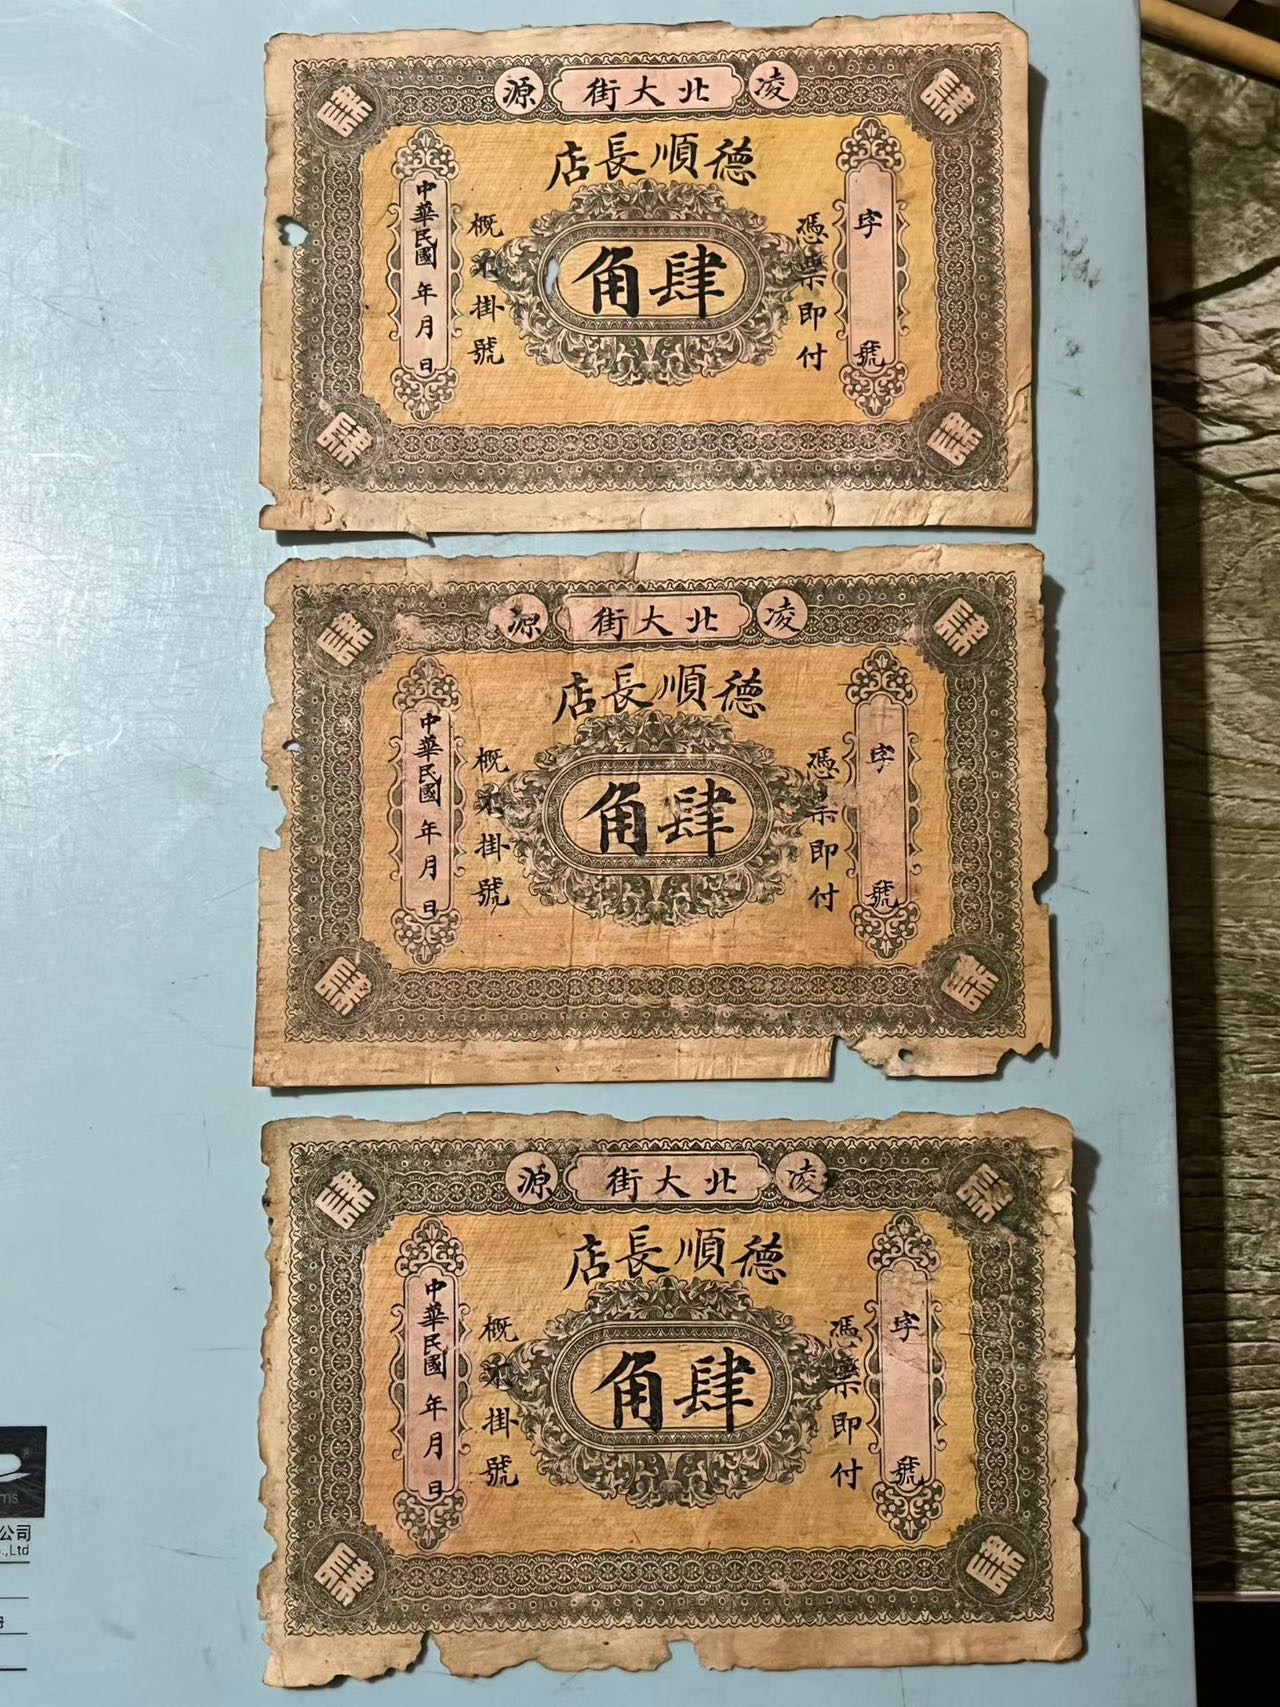 肆
凌 北大街 源
肆
德順長店
字 號
憑票即付
肆角
概不掛號
中華民國 年 月 日
肆
肆
肆
凌 北大街 源
肆
德順長店
字 號
憑票即付
肆角
概不掛號
中華民國 年 月 日
肆
肆
肆
凌 北大街 源
肆
德順長店
字 號
憑票即付
肆角
概不掛號
中華民國 年 月 日
肆
肆
ms
公司
.,Ltd